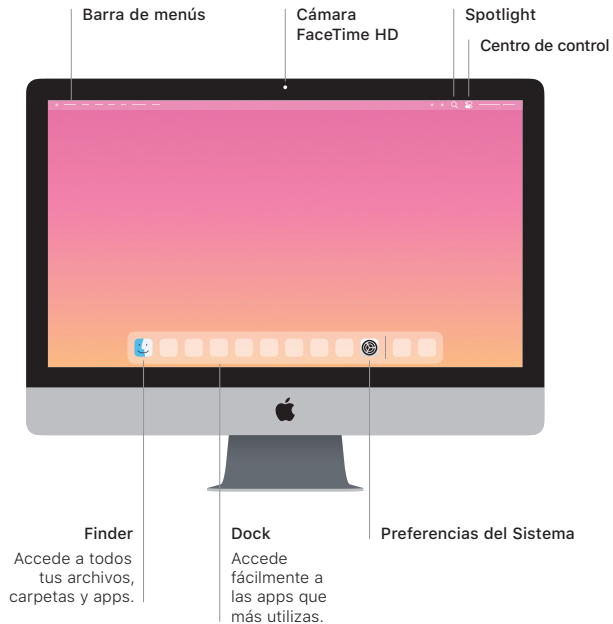 Barra de menús
Cámara
FaceTime HD
Spotlight
Centro de control
Finder
Accede a todos
tus archivos,
carpetas y apps.
Dock
Accede
fácilmente a
las apps que
más utilizas.
Preferencias del Sistema